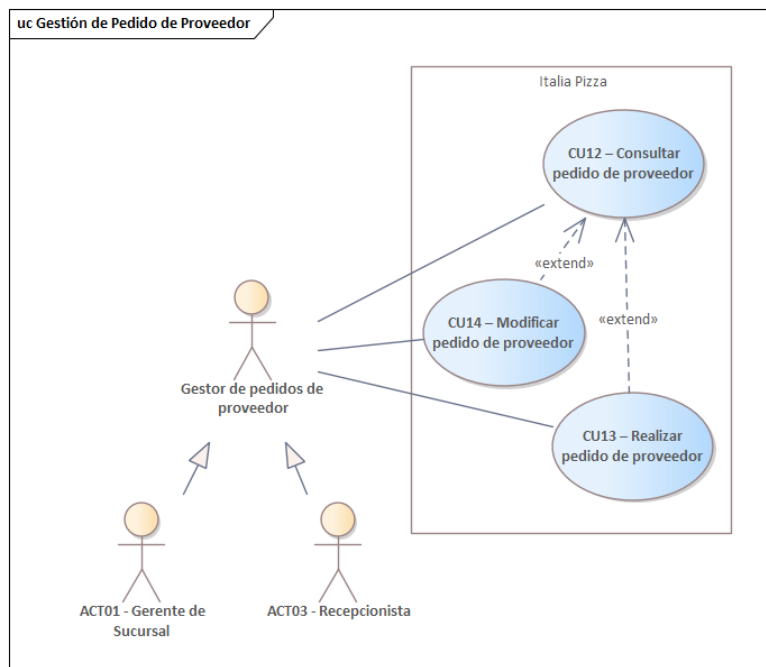 uc Gestión de Pedido de Proveedor
Italia Pizza
CU12 – Consultar
pedido de proveedor
«extend»
CU14 – Modificar
pedido de proveedor
«extend»
Gestor de pedidos de
proveedor
CU13 – Realizar
pedido de proveedor
ACT01 - Gerente de
Sucursal
ACT03 - Recepcionista